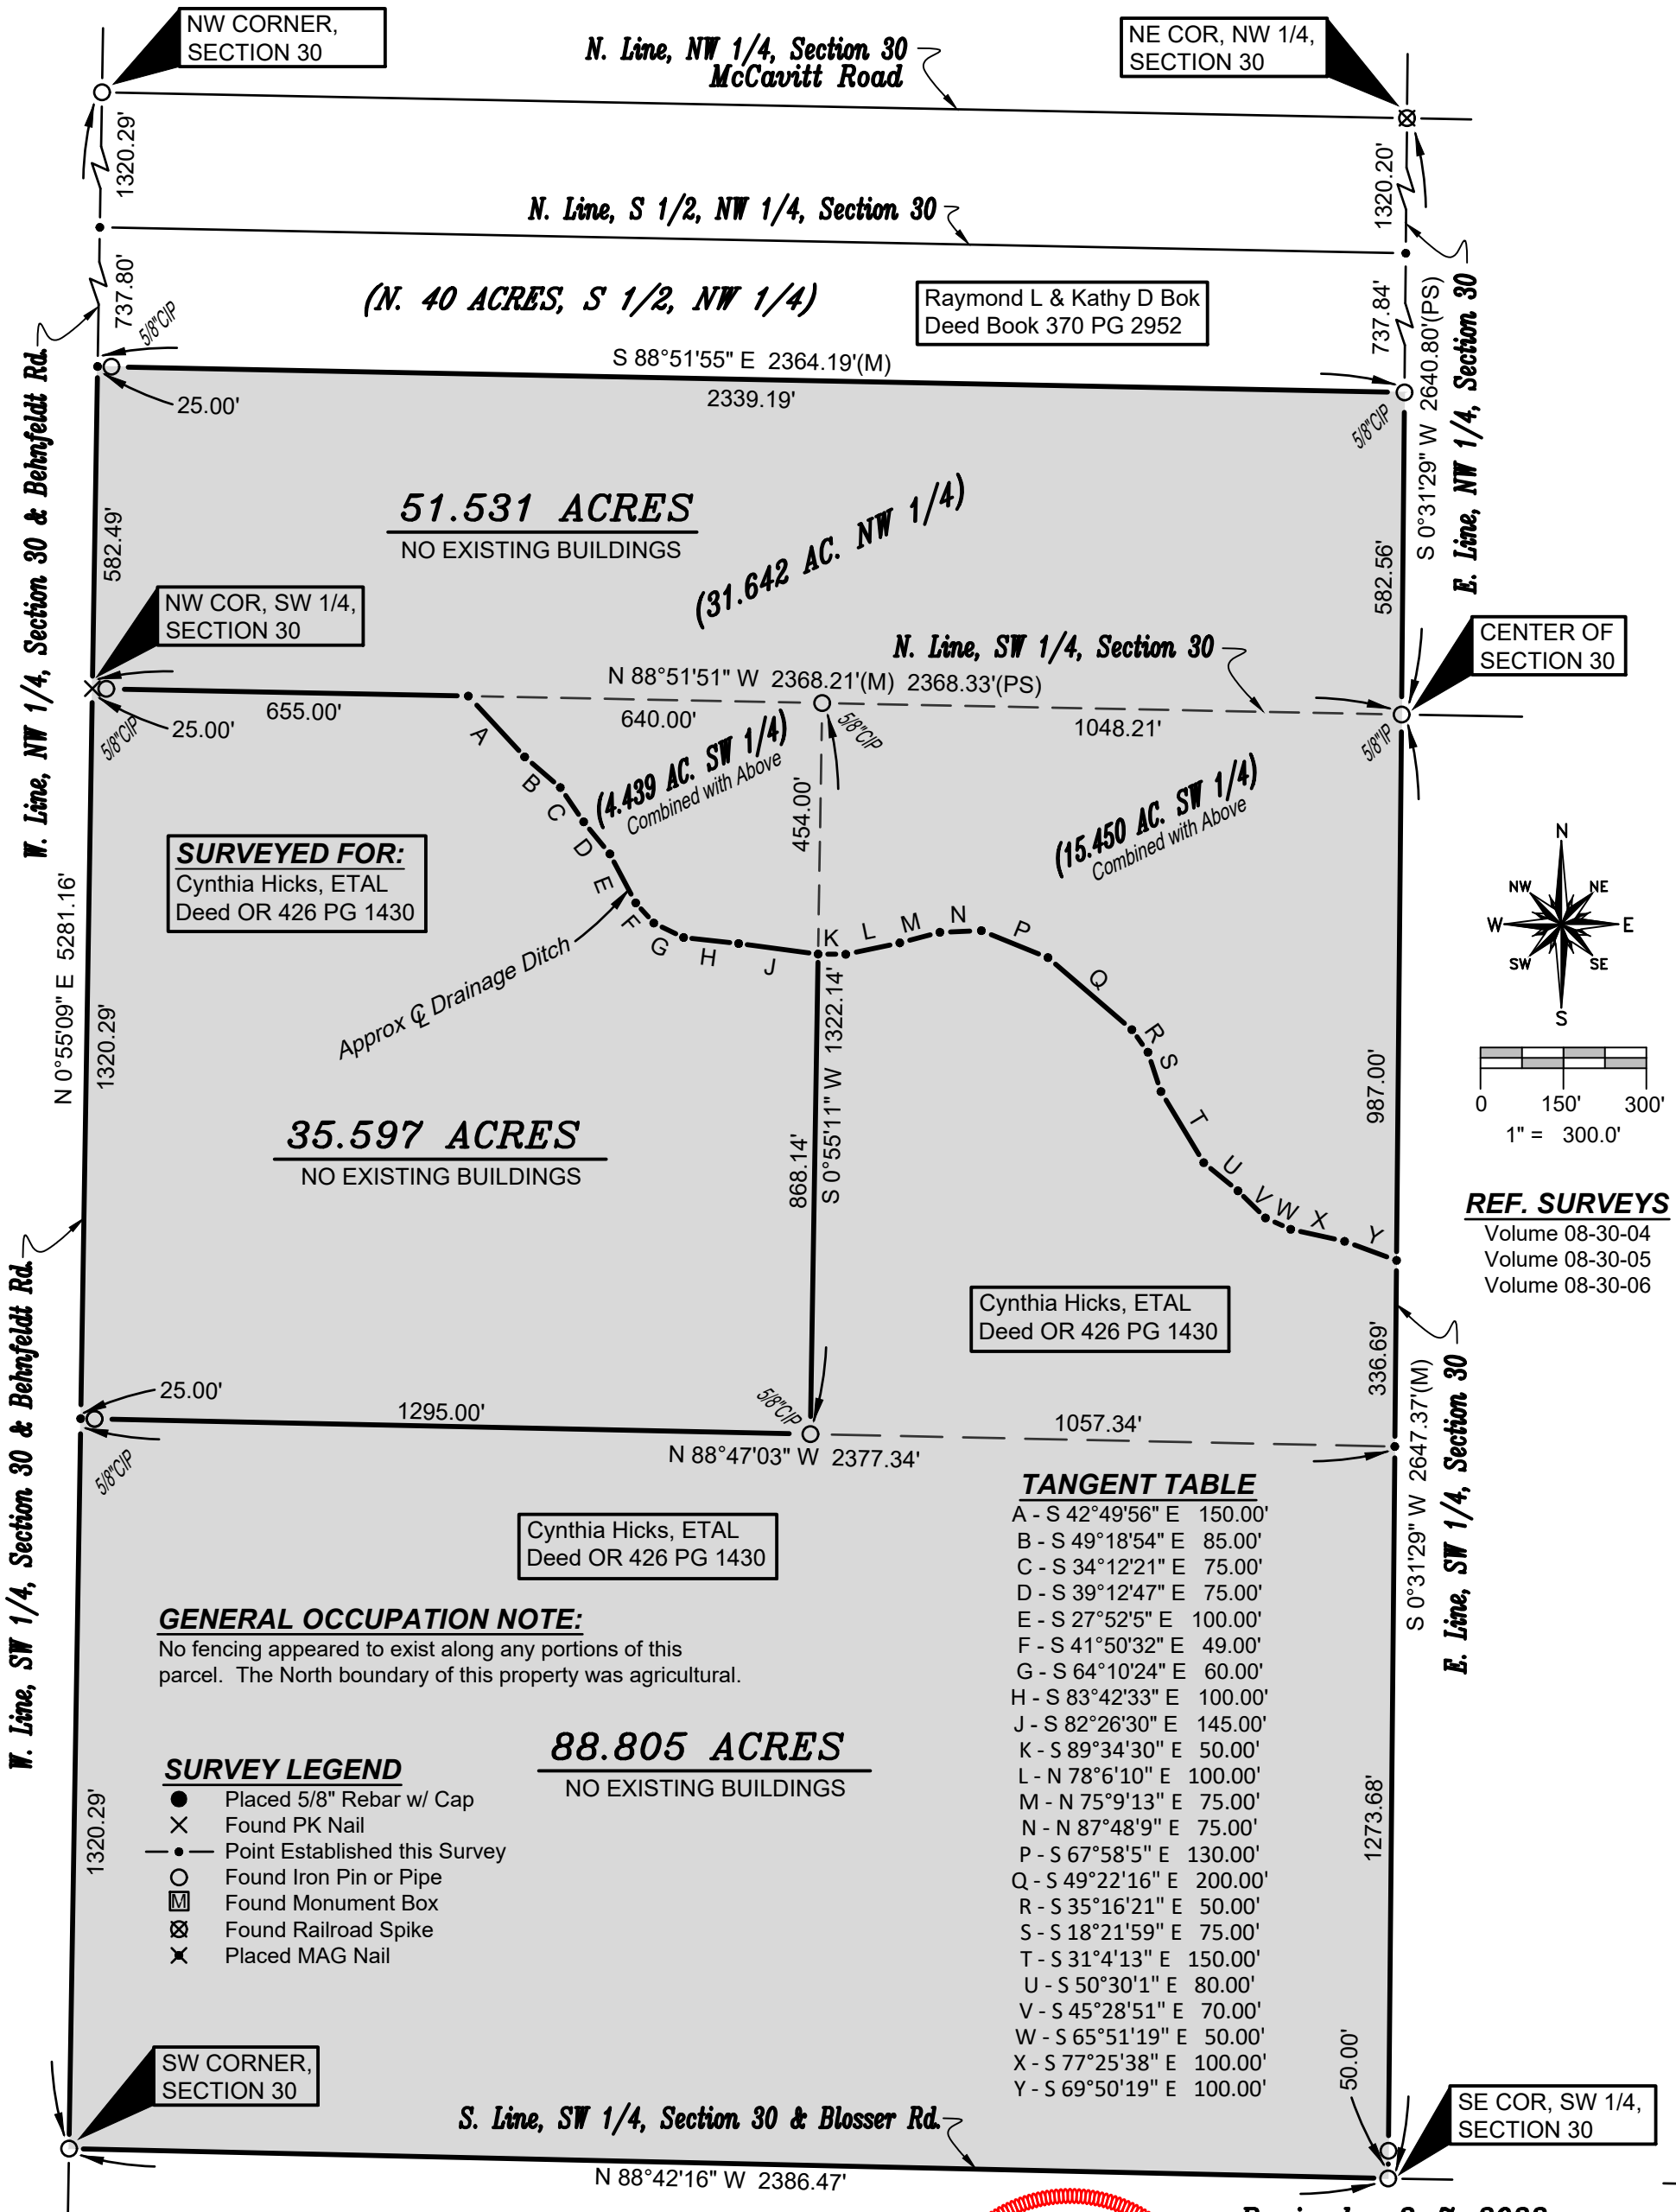 NW CORNER,
SECTION 30
N. Line, NW 1/4, Section 30
McCavitt Road
NE COR, NW 1/4,
SECTION 30
1320.29'
1320.20'
N. Line, S 1/2, NW 1/4, Section 30
737.80'
5/8"CIP
(N. 40 ACRES, S 1/2, NW 1/4)
Raymond L & Kathy D Bok
Deed Book 370 PG 2952
737.84'
S 0°31'29" W 2640.80'(PS)
E. Line, NW 1/4, Section 30
W. Line, NW 1/4, Section 30 & Behnfeldt Rd.
S 88°51'55" E 2364.19'(M)
2339.19'
25.00'
5/8"CIP
582.49'
51.531 ACRES
NO EXISTING BUILDINGS
(31.642 AC. NW 1/4)
582.56'
NW COR, SW 1/4,
SECTION 30
N. Line, SW 1/4, Section 30
CENTER OF
SECTION 30
N 88°51'51" W 2368.21'(M) 2368.33'(PS)
655.00'
640.00'
1048.21'
25.00'
5/8"CIP
5/8"CIP
5/8"IP
A
B
C
D
E
F
G
H
J
K
L
M
N
P
Q
R
S
T
U
V
W
X
Y
(4.439 AC. SW 1/4)
Combined with Above
454.00'
(15.450 AC. SW 1/4)
Combined with Above
SURVEYED FOR:
Cynthia Hicks, ETAL
Deed OR 426 PG 1430
Approx ℄ Drainage Ditch
N 0°55'09" E 5281.16'
1320.29'
N
NE
E
SE
S
SW
W
NW
0 150' 300'
1" = 300.0'
987.00'
35.597 ACRES
NO EXISTING BUILDINGS
868.14'
S 0°55'11" W 1322.14'
REF. SURVEYS
Volume 08-30-04
Volume 08-30-05
Volume 08-30-06
Cynthia Hicks, ETAL
Deed OR 426 PG 1430
336.69'
S 0°31'29" W 2647.37'(M)
E. Line, SW 1/4, Section 30
W. Line, SW 1/4, Section 30 & Behnfeldt Rd.
25.00'
1295.00'
5/8"CIP
5/8"CIP
1057.34'
N 88°47'03" W 2377.34'
Cynthia Hicks, ETAL
Deed OR 426 PG 1430
TANGENT TABLE
A - S 42°49'56" E 150.00'
B - S 49°18'54" E 85.00'
C - S 34°12'21" E 75.00'
D - S 39°12'47" E 75.00'
E - S 27°52'5" E 100.00'
F - S 41°50'32" E 49.00'
G - S 64°10'24" E 60.00'
H - S 83°42'33" E 100.00'
J - S 82°26'30" E 145.00'
K - S 89°34'30" E 50.00'
L - N 78°6'10" E 100.00'
M - N 75°9'13" E 75.00'
N - N 87°48'9" E 75.00'
P - S 67°58'5" E 130.00'
Q - S 49°22'16" E 200.00'
R - S 35°16'21" E 50.00'
S - S 18°21'59" E 75.00'
T - S 31°4'13" E 150.00'
U - S 50°30'1" E 80.00'
V - S 45°28'51" E 70.00'
W - S 65°51'19" E 50.00'
X - S 77°25'38" E 100.00'
Y - S 69°50'19" E 100.00'
GENERAL OCCUPATION NOTE:
No fencing appeared to exist along any portions of this
parcel. The North boundary of this property was agricultural.
88.805 ACRES
NO EXISTING BUILDINGS
SURVEY LEGEND
Placed 5/8" Rebar w/ Cap
Found PK Nail
Point Established this Survey
Found Iron Pin or Pipe
M Found Monument Box
Found Railroad Spike
Placed MAG Nail
1320.29'
1273.68'
50.00'
SW CORNER,
SECTION 30
S. Line, SW 1/4, Section 30 & Blosser Rd.
SE COR, SW 1/4,
SECTION 30
N 88°42'16" W 2386.47'